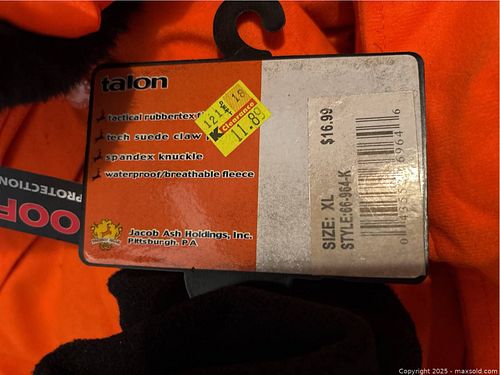 talon
tactical rubbertex
tech suede claw
spandex knuckle
waterproof/breathable fleece
Clearance
11.89
Jacob Ash Holdings, Inc.
Pittsburgh, PA
$16.99
SIZE: XL
STYLE:66-964-K
OOF
PROTECTION
Copyright 2025 - maxsold.com